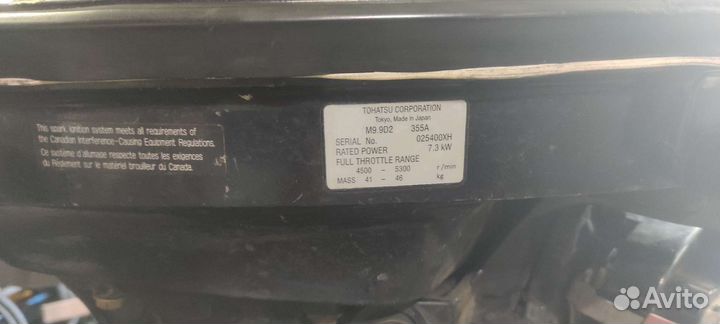 This spark ignition system meets all requirements of
the Canadian Interference-Causing Equipment Regulations.
Ce système d'allumage respecte toutes les exigences
du Règlement sur le matériel brouilleur du Canada.
TOHATSU CORPORATION
Tokyo, Made in Japan
M9.9D2 355A
SERIAL No. 025400XH
RATED POWER 7.3 kW
FULL THROTTLE RANGE
4500 - 5300 r/min
MASS 41 - 46 kg
Avito